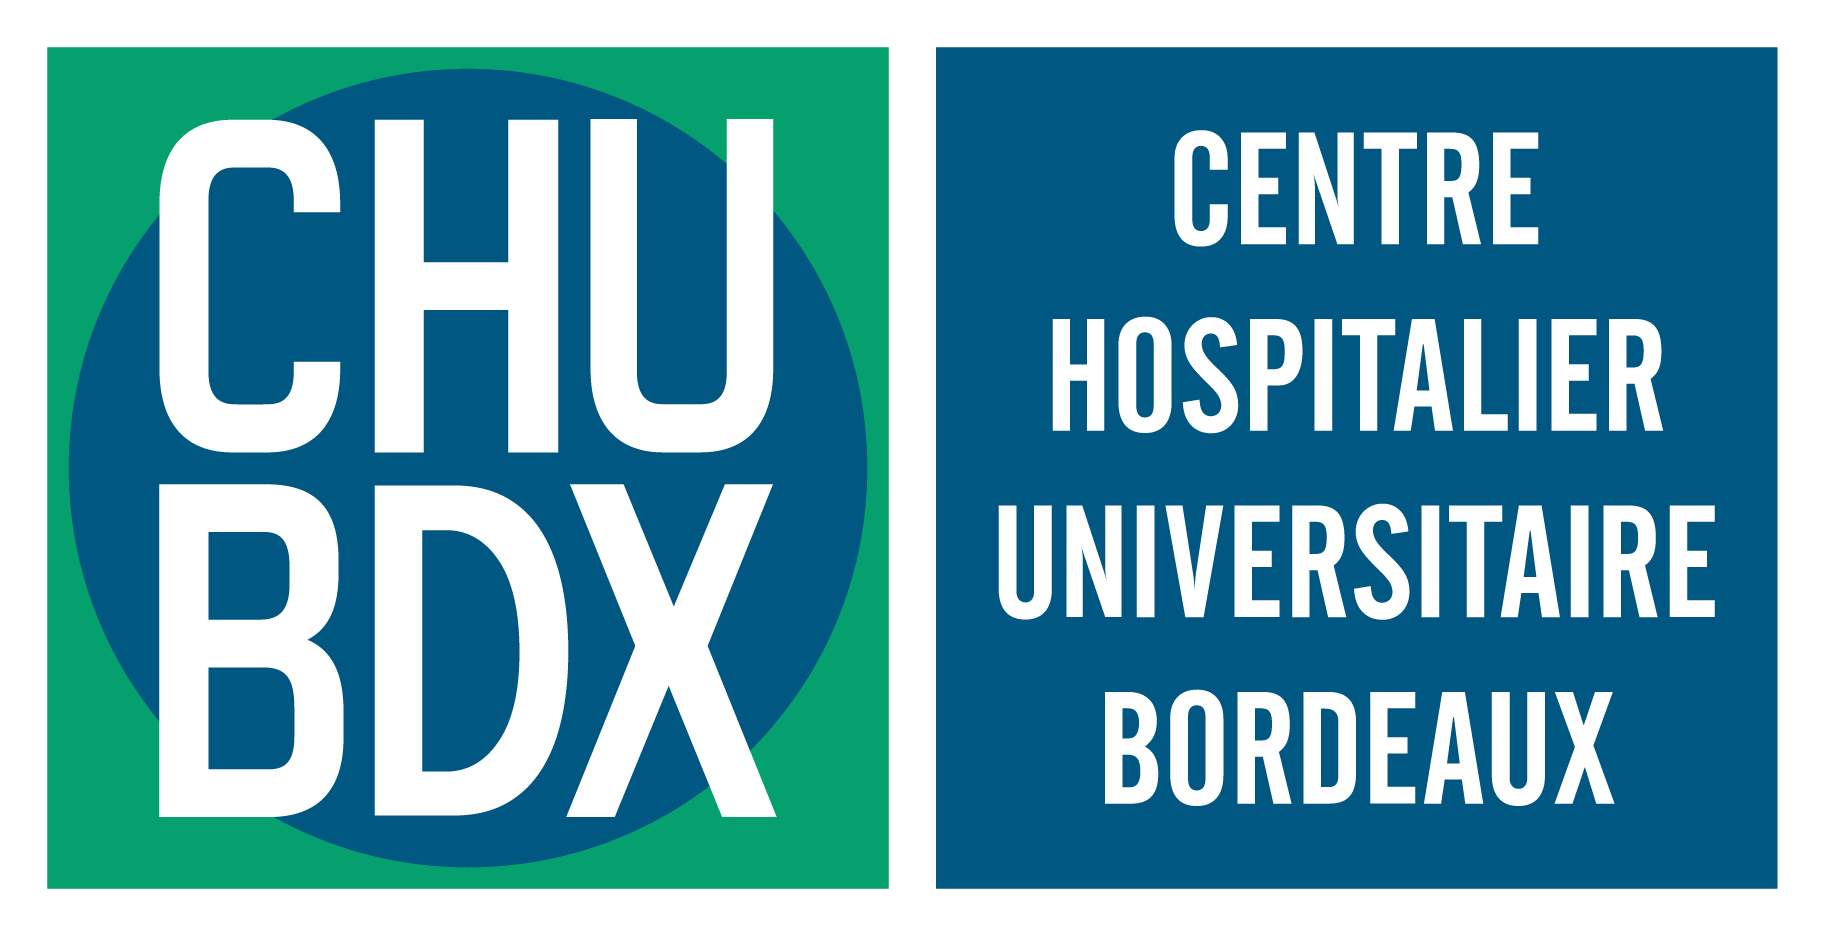 CHU
BDX
CENTRE
HOSPITALIER
UNIVERSITAIRE
BORDEAUX